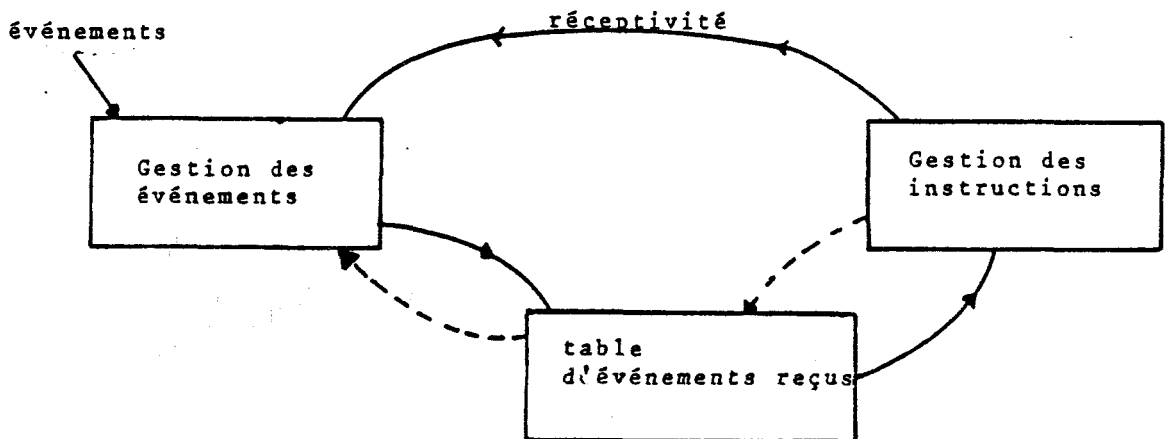 réceptivité
événements
Gestion des
événements
Gestion des
instructions
table
d'événements reçus